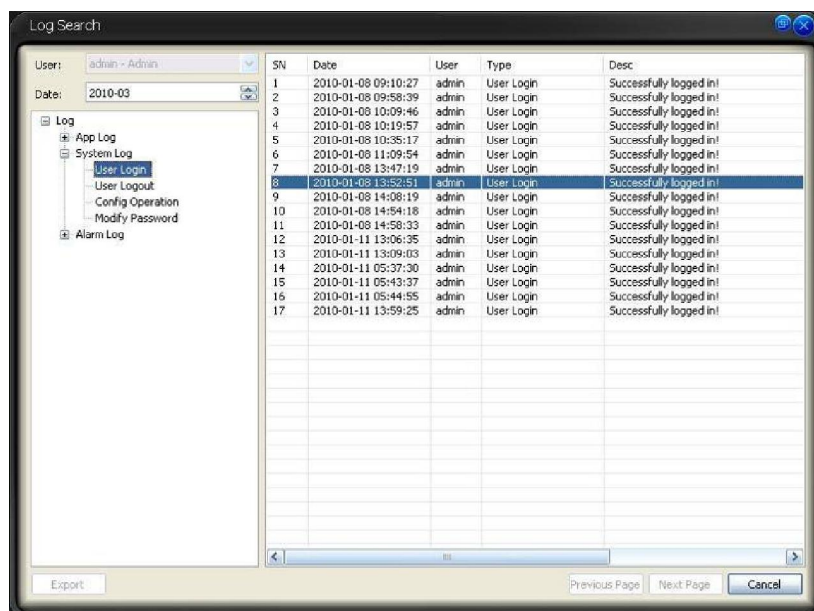 Log Search
User: admin - Admin
Date: 2010-03
Log
App Log
System Log
User Login
User Logout
Config Operation
Modify Password
Alarm Log
SN Date User Type Desc
1 2010-01-08 09:10:27 admin User Login Successfully logged in!
2 2010-01-08 09:58:39 admin User Login Successfully logged in!
3 2010-01-08 10:09:46 admin User Login Successfully logged in!
4 2010-01-08 10:19:57 admin User Login Successfully logged in!
5 2010-01-08 10:35:17 admin User Login Successfully logged in!
6 2010-01-08 11:09:54 admin User Login Successfully logged in!
7 2010-01-08 13:47:19 admin User Login Successfully logged in!
8 2010-01-08 13:52:51 admin User Login Successfully logged in!
9 2010-01-08 14:08:19 admin User Login Successfully logged in!
10 2010-01-08 14:54:18 admin User Login Successfully logged in!
11 2010-01-08 14:58:33 admin User Login Successfully logged in!
12 2010-01-11 13:06:35 admin User Login Successfully logged in!
13 2010-01-11 13:09:03 admin User Login Successfully logged in!
14 2010-01-11 05:37:30 admin User Login Successfully logged in!
15 2010-01-11 05:43:37 admin User Login Successfully logged in!
16 2010-01-11 05:44:55 admin User Login Successfully logged in!
17 2010-01-11 13:59:25 admin User Login Successfully logged in!
Export Previous Page Next Page Cancel